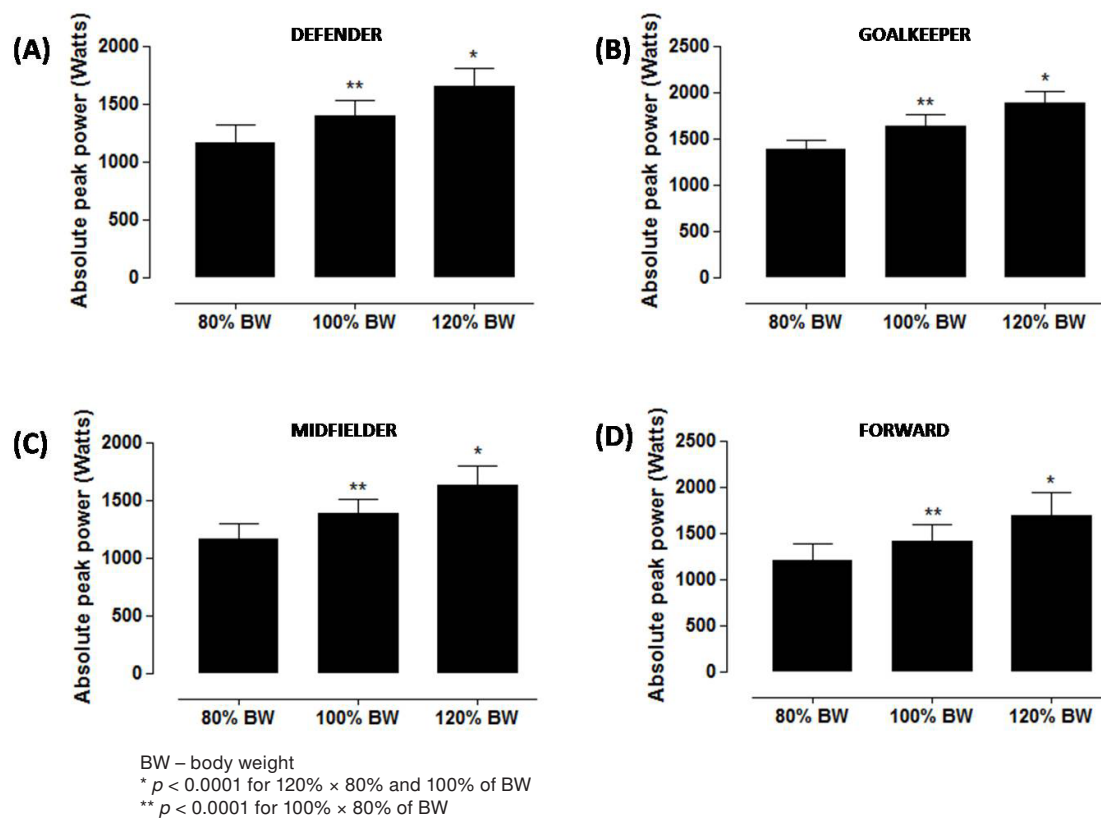 (A)
DEFENDER
Absolute peak power (Watts)
2000
1500
1000
500
0
**
*
80% BW 100% BW 120% BW
(B)
GOALKEEPER
Absolute peak power (Watts)
2500
2000
1500
1000
500
0
**
*
80% BW 100% BW 120% BW
(C)
MIDFIELDER
Absolute peak power (Watts)
2000
1500
1000
500
0
**
*
80% BW 100% BW 120% BW
(D)
FORWARD
Absolute peak power (Watts)
2500
2000
1500
1000
500
0
**
*
80% BW 100% BW 120% BW
BW – body weight
* p < 0.0001 for 120% × 80% and 100% of BW
** p < 0.0001 for 100% × 80% of BW